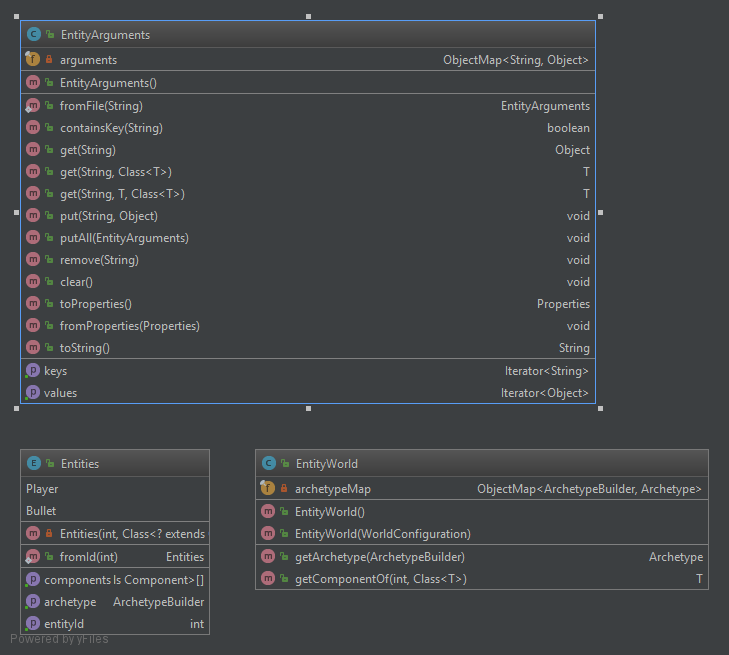 C EntityArguments
f arguments ObjectMap<String, Object>
m EntityArguments()
m fromFile(String) EntityArguments
m containsKey(String) boolean
m get(String) Object
m get(String, Class<T>) T
m get(String, T, Class<T>) T
m put(String, Object) void
m putAll(EntityArguments) void
m remove(String) void
m clear() void
m toProperties() Properties
m fromProperties(Properties) void
m toString() String
p keys Iterator<String>
p values Iterator<Object>
E Entities
Player
Bullet
m Entities(int, Class<? extends
m fromId(int) Entities
p components ls Component>[]
p archetype ArchetypeBuilder
p entityId int
C EntityWorld
f archetypeMap ObjectMap<ArchetypeBuilder, Archetype>
m EntityWorld()
m EntityWorld(WorldConfiguration)
m getArchetype(ArchetypeBuilder) Archetype
m getComponentOf(int, Class<T>) T
Powered by yFiles